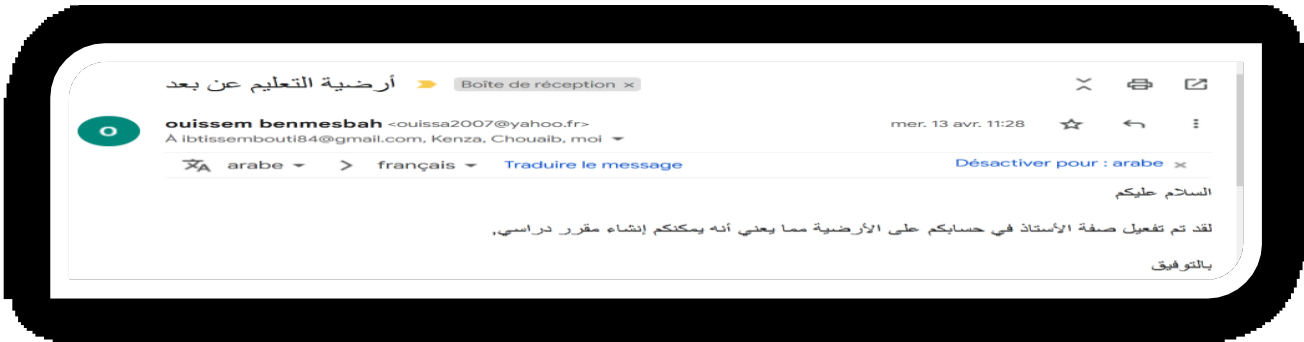 أرضية التعليم عن بعد Boîte de réception ×
ouissem benmesbah <ouissa2007@yahoo.fr> mer. 13 avr. 11:28
À ibtissembouti84@gmail.com, Kenza, Chouaib, moi
arabe > français Traduire le message Désactiver pour : arabe ×
السلام عليكم
لقد تم تفعيل صفة الأستاذ في حسابكم على الأرضية مما يعني أنه يمكنكم إنشاء مقرر دراسي,
بالتوفيق